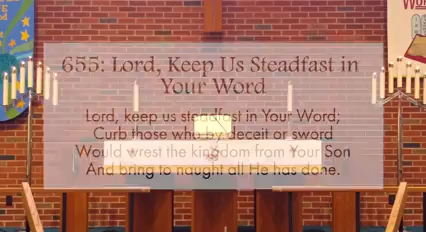 655: Lord, Keep Us Steadfast in
Your Word
Lord, keep us steadfast in Your Word;
Curb those who by deceit or sword
Would wrest the kingdom from Your Son
And bring to naught all He has done.